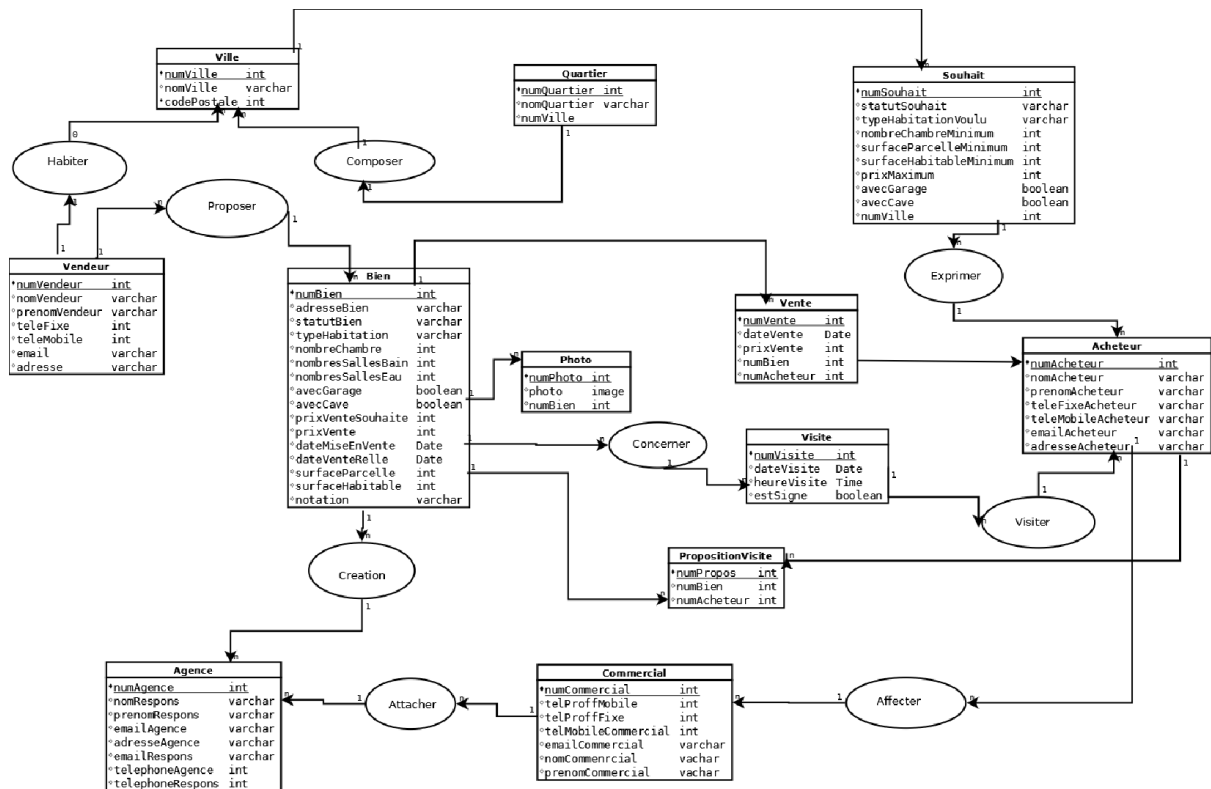 Ville
numVille int
nomVille varchar
codePostale int
Quartier
numQuartier int
nomQuartier varchar
numVille
Souhait
numSouhait int
statutSouhait varchar
typeHabitationVoulu varchar
nombreChambreMinimum int
surfaceParcelleMinimum int
surfaceHabitableMinimum int
prixMaximum int
avecGarage boolean
avecCave boolean
numVille int
Habiter
Composer
Proposer
Exprimer
Vendeur
numVendeur int
nomVendeur varchar
prenomVendeur varchar
teleFixe int
teleMobile int
email varchar
adresse varchar
Bien
numBien int
adresseBien varchar
statutBien varchar
typeHabitation varchar
nombreChambre int
nombresSallesBain int
nombresSallesEau int
avecGarage boolean
avecCave boolean
prixVenteSouhaite int
prixVente int
dateMiseEnVente Date
dateVenteRelle Date
surfaceParcelle int
surfaceHabitable int
notation varchar
Photo
numPhoto int
photo image
numBien int
Vente
numVente int
dateVente Date
prixVente int
numBien int
numAcheteur int
Acheteur
numAcheteur int
nomAcheteur varchar
prenomAcheteur varchar
teleFixeAcheteur varchar
teleMobileAcheteur varchar
emailAcheteur varchar
adresseAcheteur varchar
Concerner
Visite
numVisite int
dateVisite Date
heureVisite Time
estSigne boolean
Visiter
Creation
PropositionVisite
numPropos int
numBien int
numAcheteur int
Agence
numAgence int
nomRespons varchar
prenomRespons varchar
emailAgence varchar
adresseAgence varchar
emailRespons varchar
telephoneAgence int
telephoneRespons int
Attacher
Commercial
numCommercial int
telProffMobile int
telProffFixe int
telMobileCommercial int
emailCommercial varchar
nomCommenrcial vachar
prenomCommercial vachar
Affecter